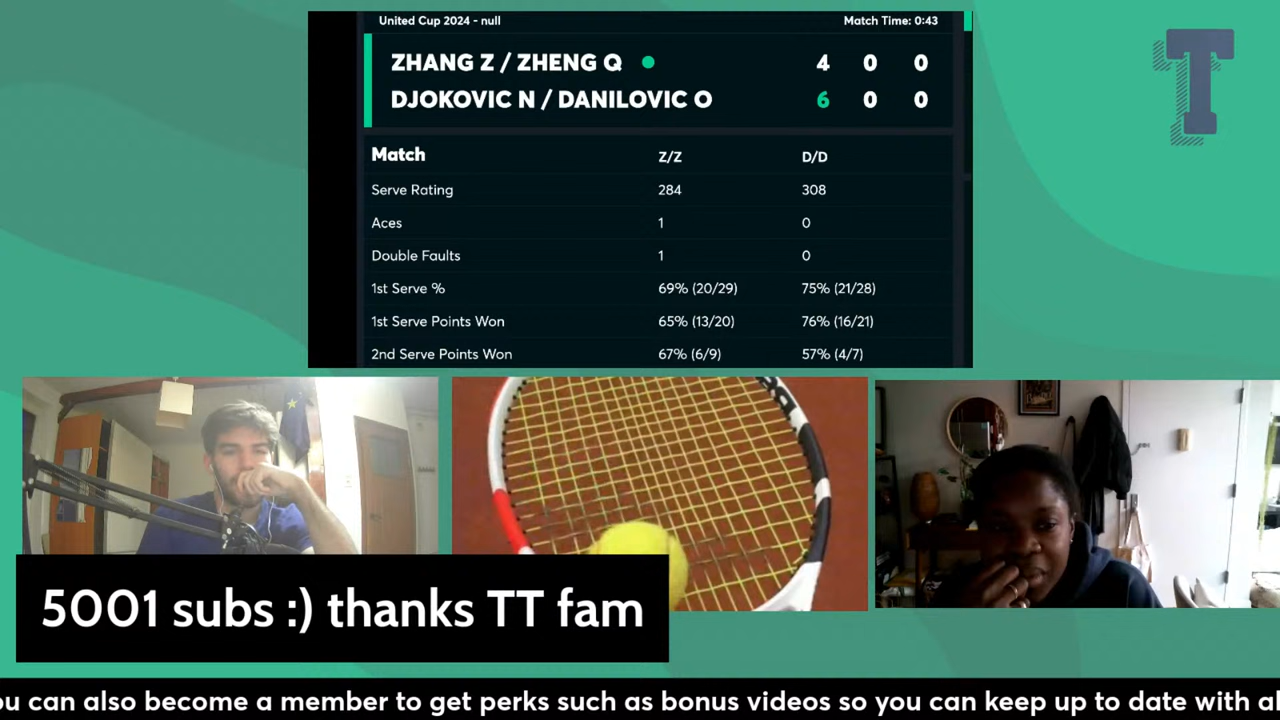 United Cup 2024 - null Match Time: 0:43
ZHANG Z / ZHENG Q 4 0 0
DJOKOVIC N / DANILOVIC O 6 0 0
Match Z/Z D/D
Serve Rating 284 308
Aces 1 0
Double Faults 1 0
1st Serve % 69% (20/29) 75% (21/28)
1st Serve Points Won 65% (13/20) 76% (16/21)
2nd Serve Points Won 67% (6/9) 57% (4/7)
T
5001 subs :) thanks TT fam
ou can also become a member to get perks such as bonus videos so you can keep up to date with al